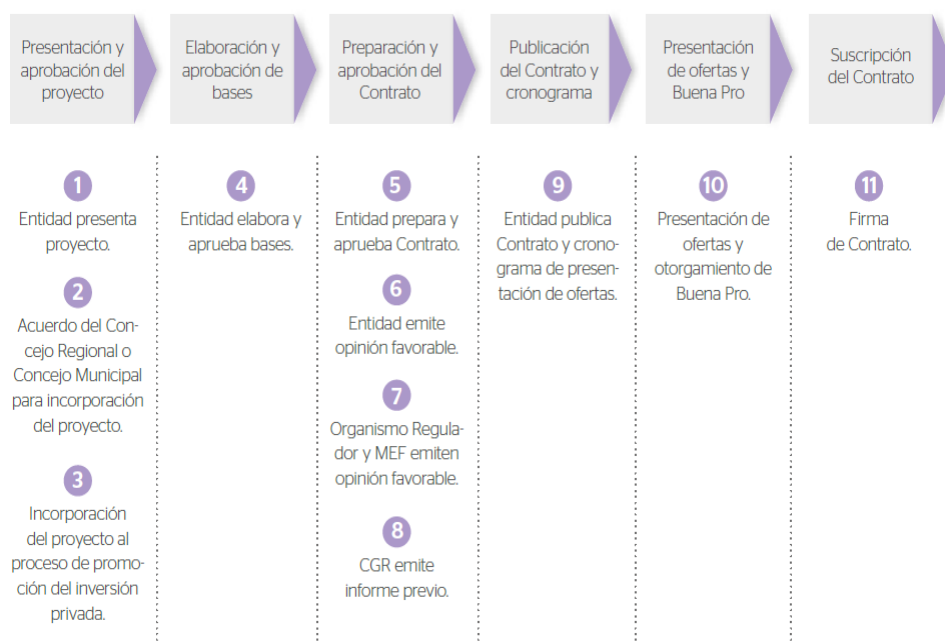 Presentación y
aprobación del
proyecto
Elaboración y
aprobación de
bases
Preparación y
aprobación del
Contrato
Publicación
del Contrato y
cronograma
Presentación
de ofertas y
Buena Pro
Suscripción
del Contrato
1
Entidad presenta
proyecto.
2
Acuerdo del Con-
cejo Regional o
Concejo Municipal
para incorporación
del proyecto.
3
Incorporación
del proyecto al
proceso de promo-
ción del inversión
privada.
4
Entidad elabora y
aprueba bases.
5
Entidad prepara y
aprueba Contrato.
6
Entidad emite
opinión favorable.
7
Organismo Regula-
dor y MEF emiten
opinión favorable.
8
CGR emite
informe previo.
9
Entidad publica
Contrato y crono-
grama de presen-
tación de ofertas.
10
Presentación de
ofertas y
otorgamiento de
Buena Pro.
11
Firma
de Contrato.